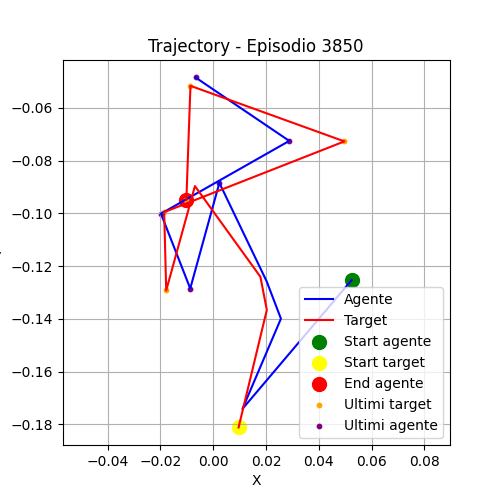 Trajectory - Episodio 3850
−0.06
−0.08
−0.10
−0.12
−0.14
−0.16
−0.18
Agente
Target
Start agente
Start target
End agente
Ultimi target
Ultimi agente
−0.04
−0.02
0.00
0.02
0.04
0.06
0.08
X